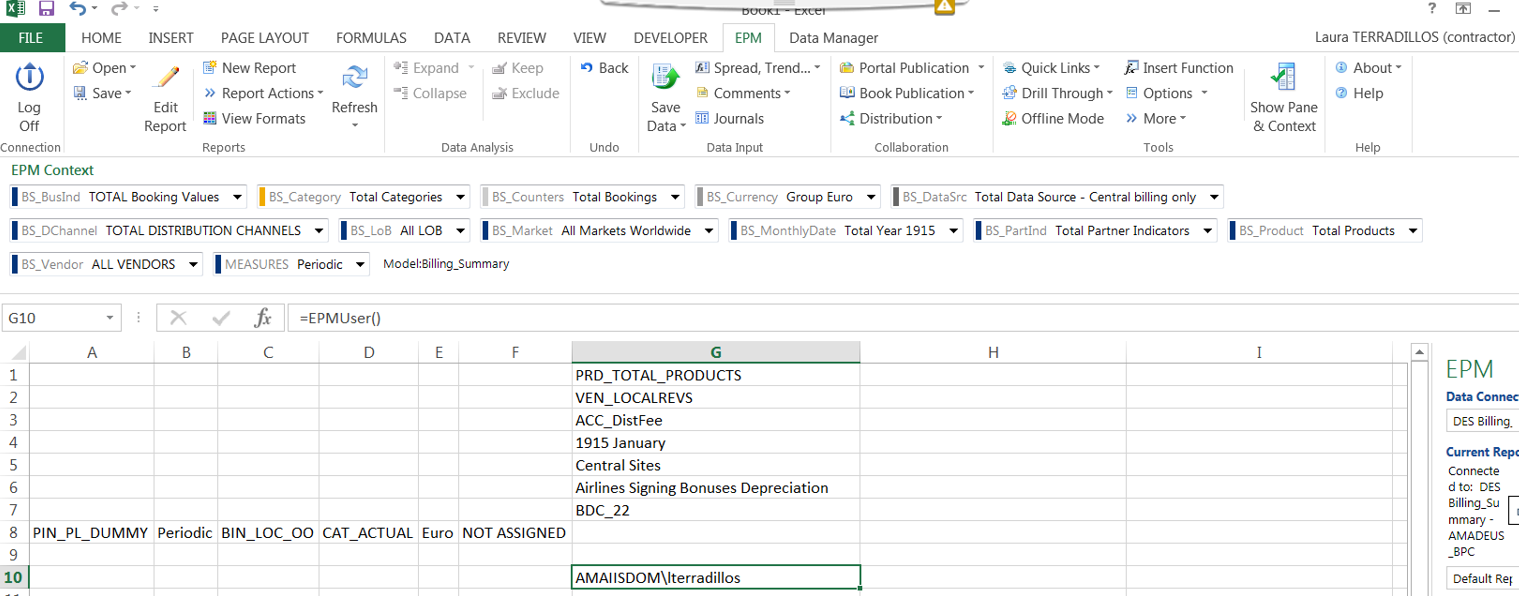 Book1 - Excel
?
FILE HOME INSERT PAGE LAYOUT FORMULAS DATA REVIEW VIEW DEVELOPER EPM Data Manager Laura TERRADILLOS (contractor)
Open Save Log Off Connection
Edit Report New Report Report Actions View Formats Refresh Reports
Expand Collapse Keep Exclude Data Analysis
Back Undo
Save Data Spread, Trend... Comments Journals Data Input
Portal Publication Book Publication Distribution Collaboration
Quick Links Drill Through Offline Mode Insert Function Options More Show Pane & Context Tools
About Help Help
EPM Context
BS_BusInd TOTAL Booking Values BS_Category Total Categories BS_Counters Total Bookings BS_Currency Group Euro BS_DataSrc Total Data Source - Central billing only
BS_DChannel TOTAL DISTRIBUTION CHANNELS BS_LoB All LOB BS_Market All Markets Worldwide BS_MonthlyDate Total Year 1915 BS_PartInd Total Partner Indicators BS_Product Total Products
BS_Vendor ALL VENDORS MEASURES Periodic Model:Billing_Summary
G10 fx =EPMUser()
A B C D E F G H I
1 PRD_TOTAL_PRODUCTS
2 VEN_LOCALREVS
3 ACC_DistFee
4 1915 January
5 Central Sites
6 Airlines Signing Bonuses Depreciation
7 BDC_22
8 PIN_PL_DUMMY Periodic BIN_LOC_OO CAT_ACTUAL Euro NOT ASSIGNED
9
10 AMAIISDOM\lterradillos
EPM
Data Connec
DES Billing_
Current Repo
Connecte
d to: DES
Billing_Su
mmary -
AMADEUS
_BPC
Default Rep